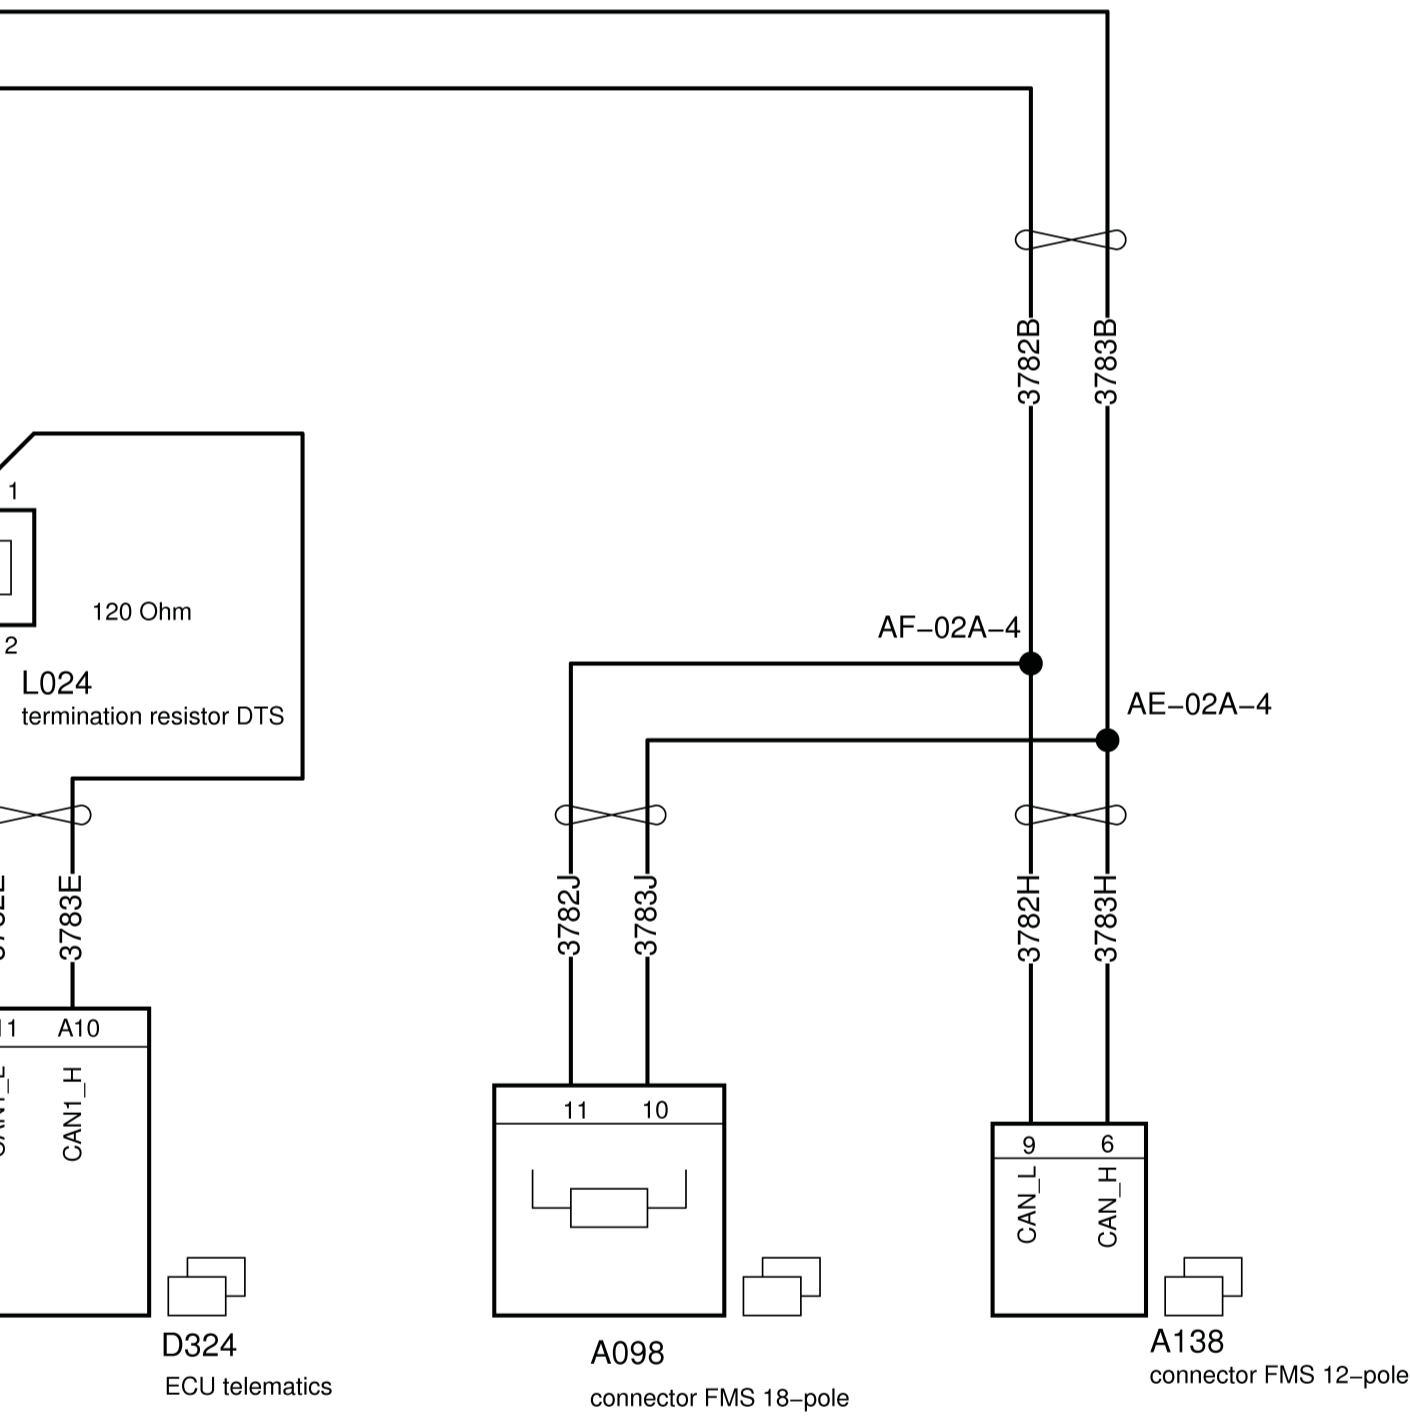 3782B
3783B
1
120 Ohm
2
L024
termination resistor DTS
AF–02A–4
AE–02A–4
3783E
3782J
3783J
3782H
3783H
A10
CAN1_H
11
10
9
6
CAN_L
CAN_H
D324
ECU telematics
A098
connector FMS 18–pole
A138
connector FMS 12–pole